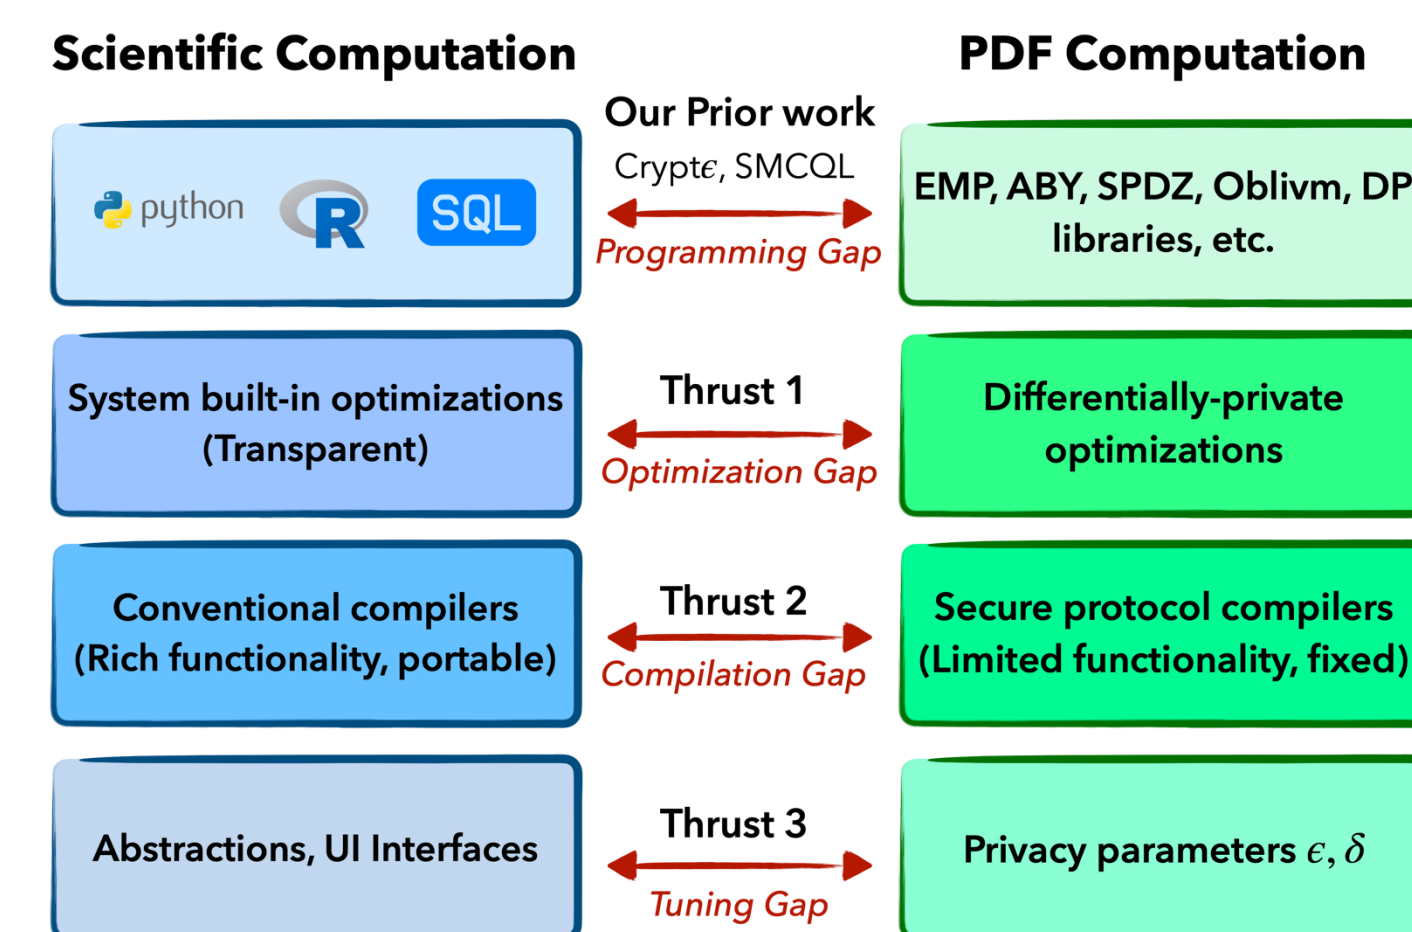 Scientific Computation
PDF Computation
Our Prior work
Cryptϵ, SMCQL
Programming Gap
python
R
SQL
EMP, ABY, SPDZ, Oblivm, DP
libraries, etc.
System built-in optimizations
(Transparent)
Thrust 1
Optimization Gap
Differentially-private
optimizations
Conventional compilers
(Rich functionality, portable)
Thrust 2
Compilation Gap
Secure protocol compilers
(Limited functionality, fixed)
Abstractions, UI Interfaces
Thrust 3
Tuning Gap
Privacy parameters ϵ, δ